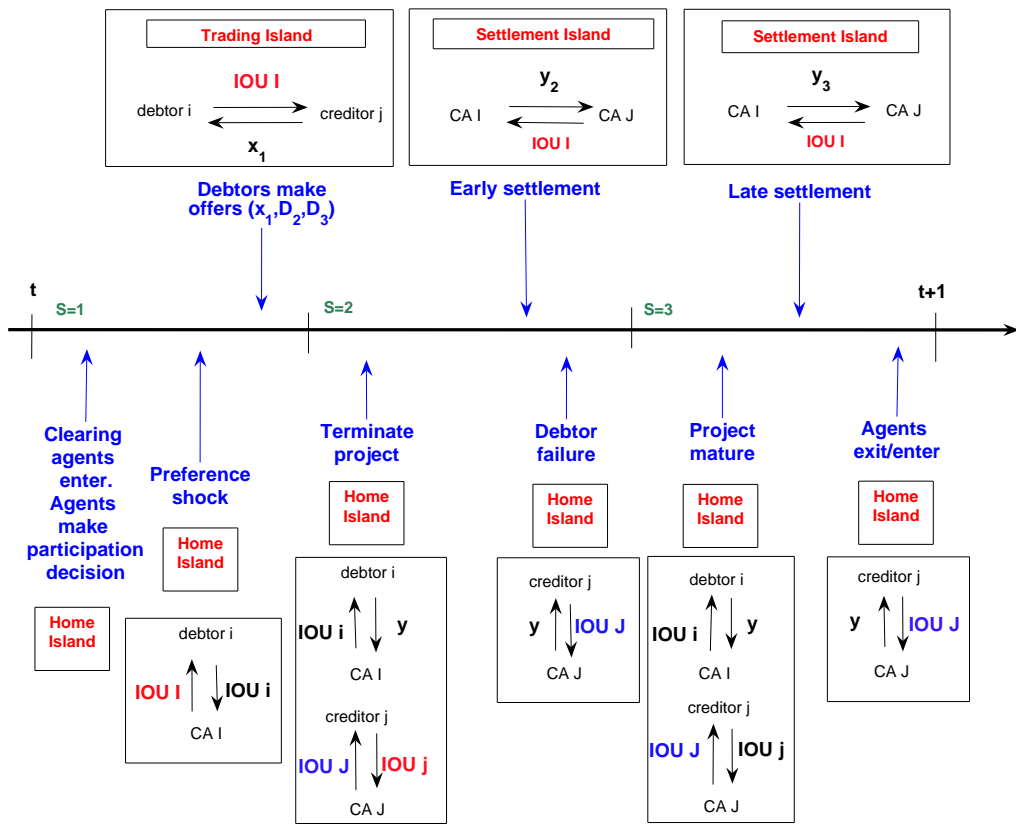 Trading Island
IOU I
debtor i
creditor j
x1
Settlement Island
y2
CA I
CA J
IOU I
Settlement Island
y3
CA I
CA J
IOU I
Debtors make
offers (x1,D2,D3)
Early settlement
Late settlement
t
S=1
S=2
S=3
t+1
Clearing
agents
enter.
Agents
make
participation
decision
Home
Island
Preference
shock
Home
Island
debtor i
IOU I
IOU i
CA I
Terminate
project
Home
Island
debtor i
IOU i
y
CA I
creditor j
IOU J
IOU j
CA J
Debtor
failure
Home
Island
creditor j
y
IOU J
CA J
Project
mature
Home
Island
debtor i
IOU i
y
CA I
creditor j
IOU J
IOU j
CA J
Agents
exit/enter
Home
Island
creditor j
y
IOU J
CA J